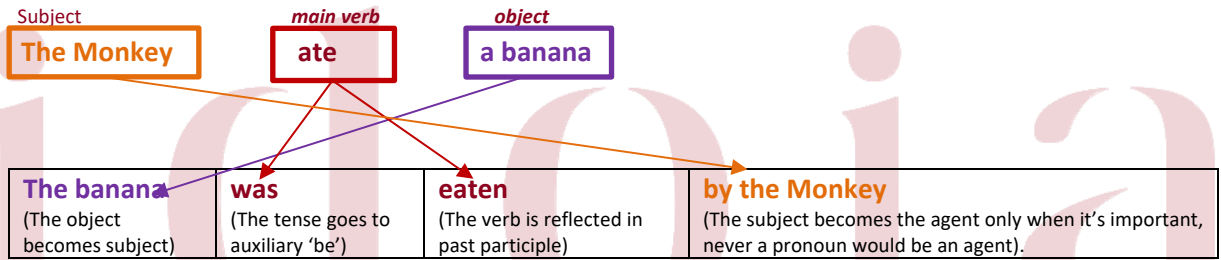 Subject main verb object
The Monkey ate a banana
The banana was eaten by the Monkey
(The object (The tense goes to (The verb is reflected in (The subject becomes the agent only when it's important,
becomes subject) auxiliary 'be') past participle) never a pronoun would be an agent).